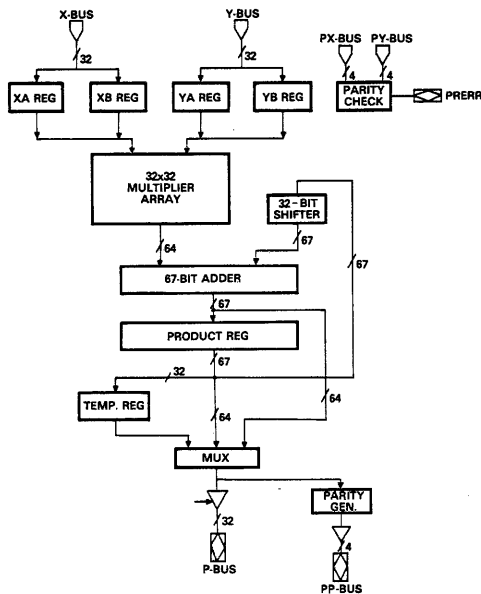 X-BUS
Y-BUS
PX-BUS
PY-BUS
32
32
4
4
XA REG
XB REG
YA REG
YB REG
PARITY
CHECK
PRERR
32x32
MULTIPLIER
ARRAY
32-BIT
SHIFTER
64
67
67
67-BIT ADDER
67
PRODUCT REG
67
32
TEMP. REG
64
64
MUX
PARITY
GEN.
32
4
P-BUS
PP-BUS